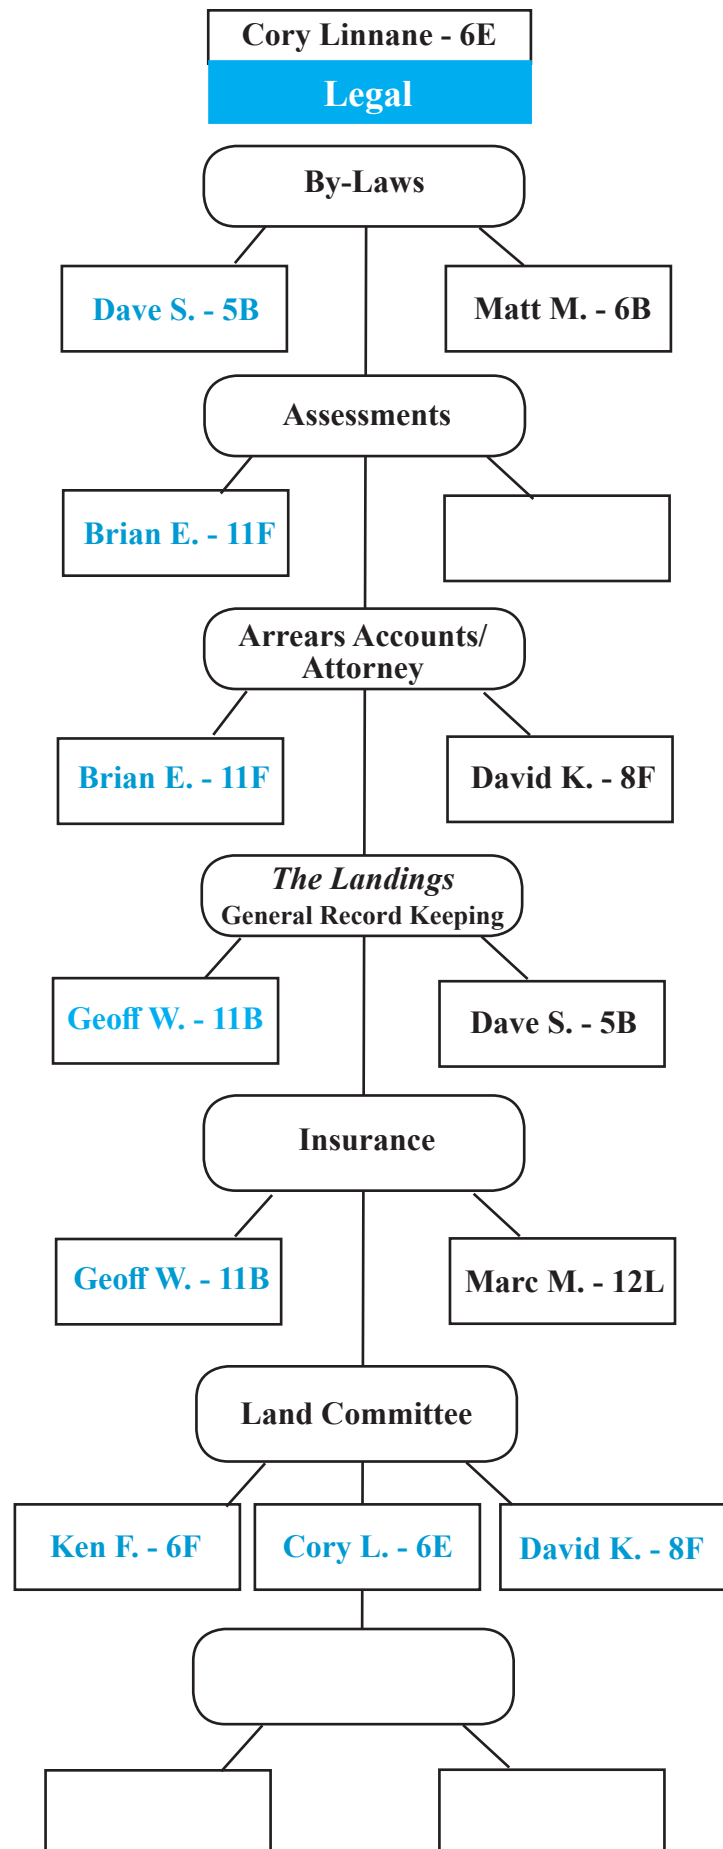 Cory Linnane - 6E
Legal
By-Laws
Dave S. - 5B
Matt M. - 6B
Assessments
Brian E. - 11F
Arrears Accounts/
Attorney
Brian E. - 11F
David K. - 8F
The Landings
General Record Keeping
Geoff W. - 11B
Dave S. - 5B
Insurance
Geoff W. - 11B
Marc M. - 12L
Land Committee
Ken F. - 6F
Cory L. - 6E
David K. - 8F